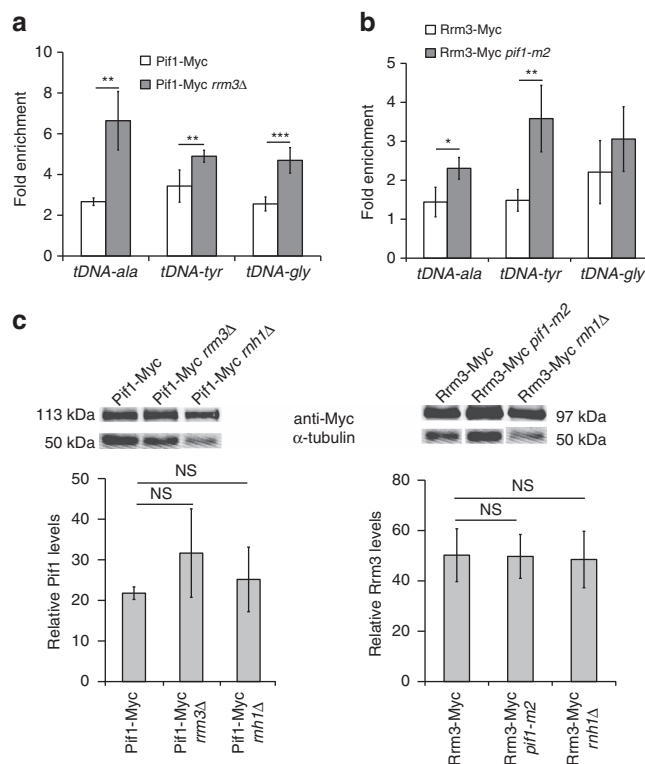 a
Pif1-Myc
Pif1-Myc rrm3Δ
Fold enrichment
10
8
6
4
2
0
**
**
***
tDNA-ala
tDNA-tyr
tDNA-gly
b
Rrm3-Myc
Rrm3-Myc pif1-m2
Fold enrichment
5
4
3
2
1
0
*
**
tDNA-ala
tDNA-tyr
tDNA-gly
c
Pif1-Myc
Pif1-Myc rrm3Δ
Pif1-Myc rnh1Δ
113 kDa
50 kDa
anti-Myc
α-tubulin
Rrm3-Myc
Rrm3-Myc pif1-m2
Rrm3-Myc rnh1Δ
97 kDa
50 kDa
Relative Pif1 levels
50
40
30
20
10
0
NS
NS
Pif1-Myc
Pif1-Myc
rrm3Δ
Pif1-Myc
rnh1Δ
Relative Rrm3 levels
80
60
40
20
0
NS
NS
Rrm3-Myc
Rrm3-Myc
pif1-m2
Rrm3-Myc
rnh1Δ